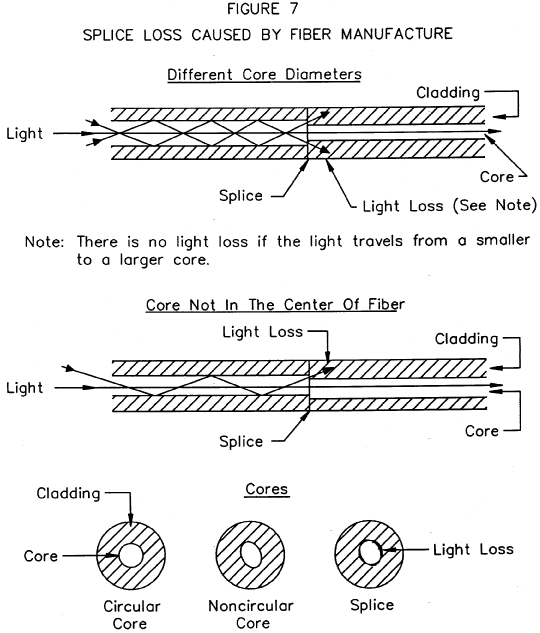 FIGURE 7
SPLICE LOSS CAUSED BY FIBER MANUFACTURE
Different Core Diameters
Cladding
Light
Core
Splice
Light Loss (See Note)
Note: There is no light loss if the light travels from a smaller
to a larger core.
Core Not In The Center Of Fiber
Light Loss
Cladding
Light
Core
Splice
Cladding
Cores
Core
Light Loss
Circular
Core
Noncircular
Core
Splice